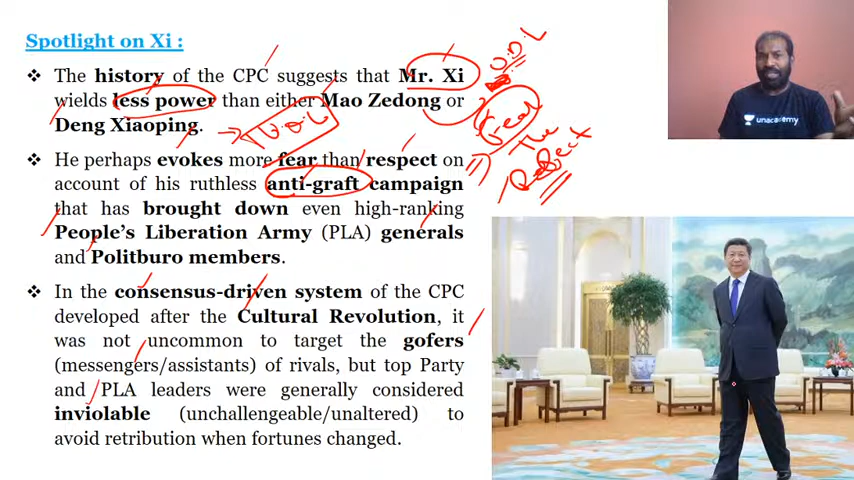 Spotlight on Xi :
❖ The history of the CPC suggests that Mr. Xi
wields less power than either Mao Zedong or
Deng Xiaoping.
❖ He perhaps evokes more fear than respect on
account of his ruthless anti-graft campaign
that has brought down even high-ranking
People's Liberation Army (PLA) generals
and Politburo members.
❖ In the consensus-driven system of the CPC
developed after the Cultural Revolution, it
was not uncommon to target the gofers
(messengers/assistants) of rivals, but top Party
and PLA leaders were generally considered
inviolable (unchallengeable/unaltered) to
avoid retribution when fortunes changed.
unacademy